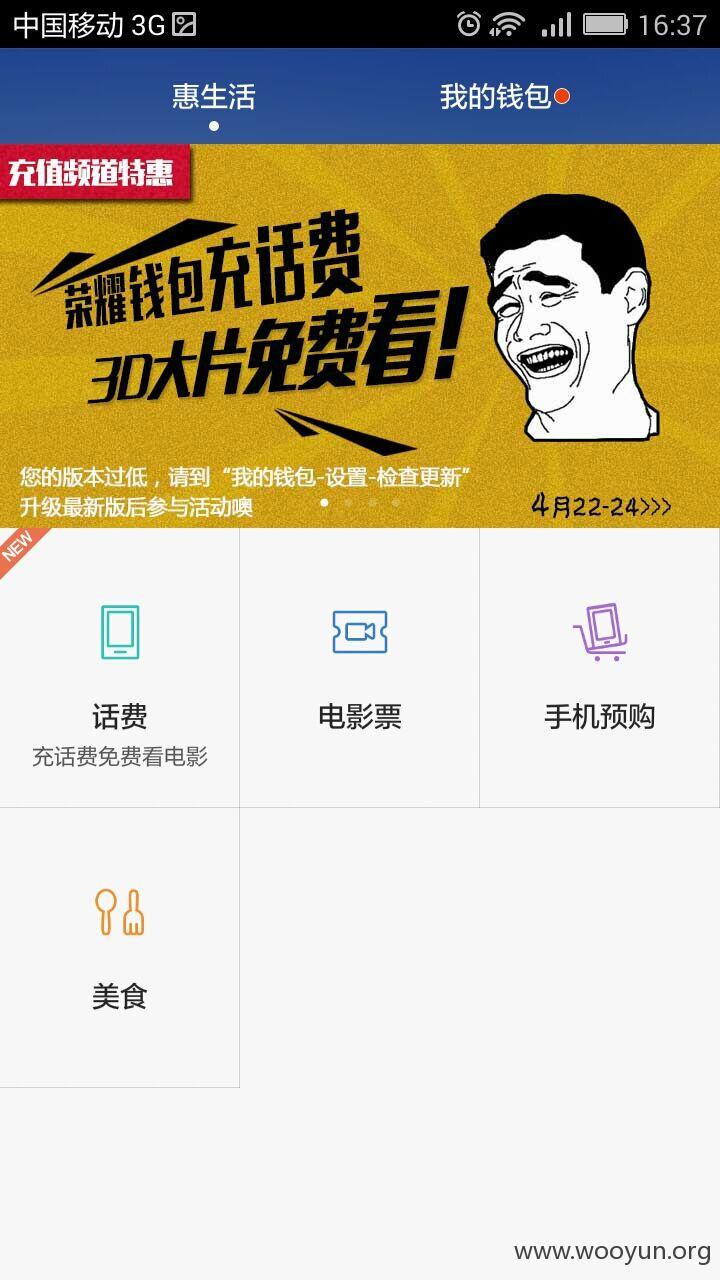 中国移动 3G 16:37
惠生活 我的钱包
充值频道特惠
荣耀钱包充话费
3D大片免费看!
您的版本过低，请到“我的钱包-设置-检查更新”
升级最新版后参与活动噢
4月22-24>>>
NEW
话费 电影票 手机预购
充话费免费看电影
美食
www.wooyun.org